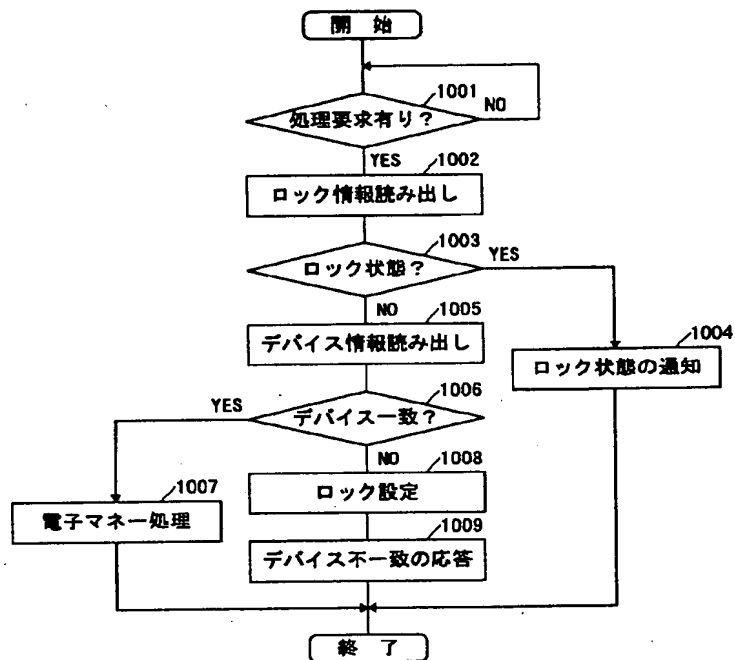 開 始
1001
処理要求有り？
NO
YES
1002
ロック情報読み出し
1003
ロック状態？
YES
NO
1005
デバイス情報読み出し
1004
ロック状態の通知
1006
デバイス一致？
YES
NO
1008
ロック設定
1007
電子マネー処理
1009
デバイス不一致の応答
終 了